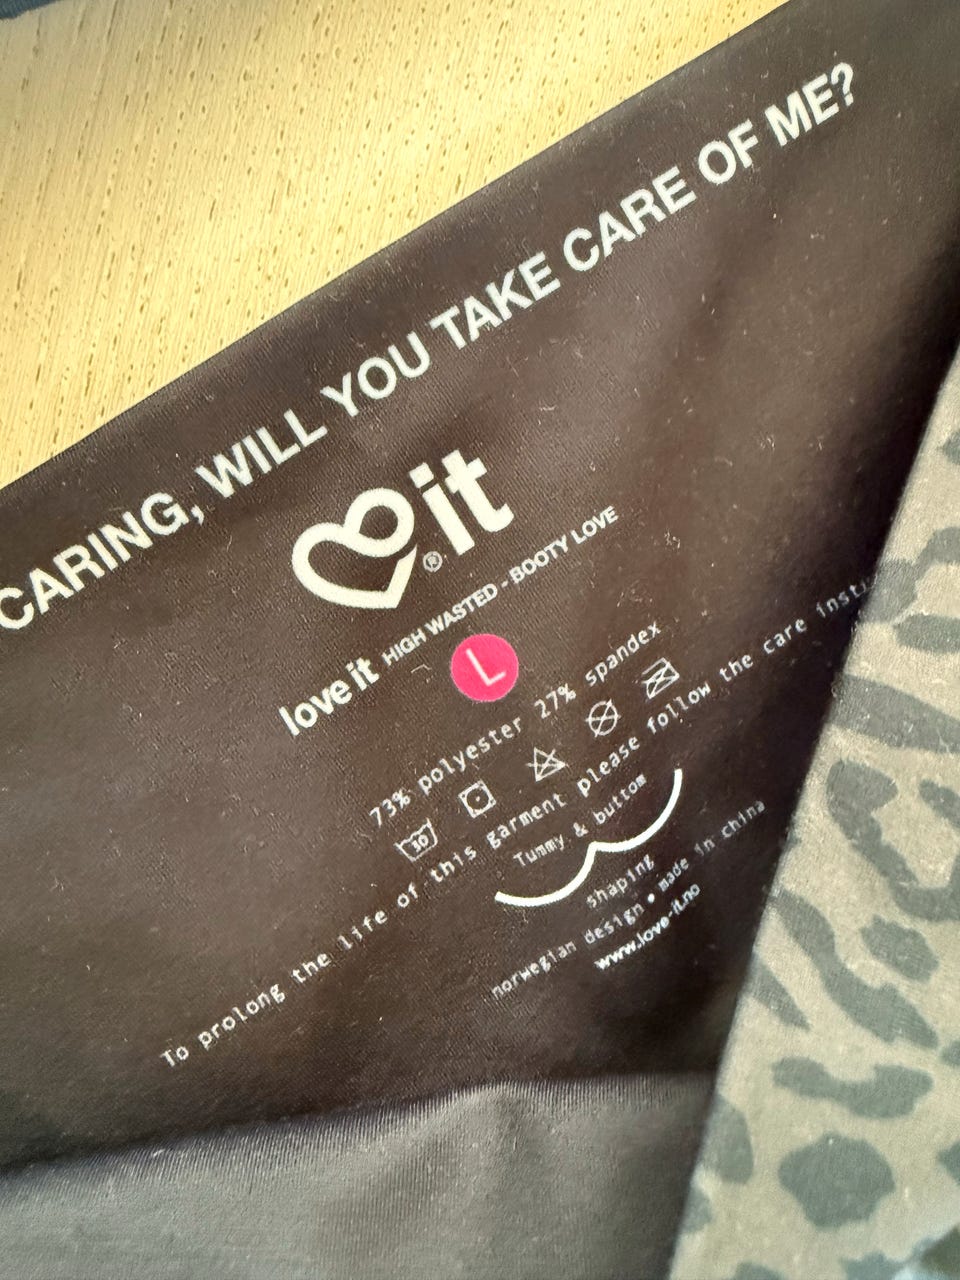 CARING, WILL YOU TAKE CARE OF ME?
it®
love it HIGH WASTED - BOOTY LOVE
L
73% polyester 27% spandex
30
To prolong the life of this garment please follow the care
Tummy & buttom
shaping
norwegian design • made in china
www.love-it.no